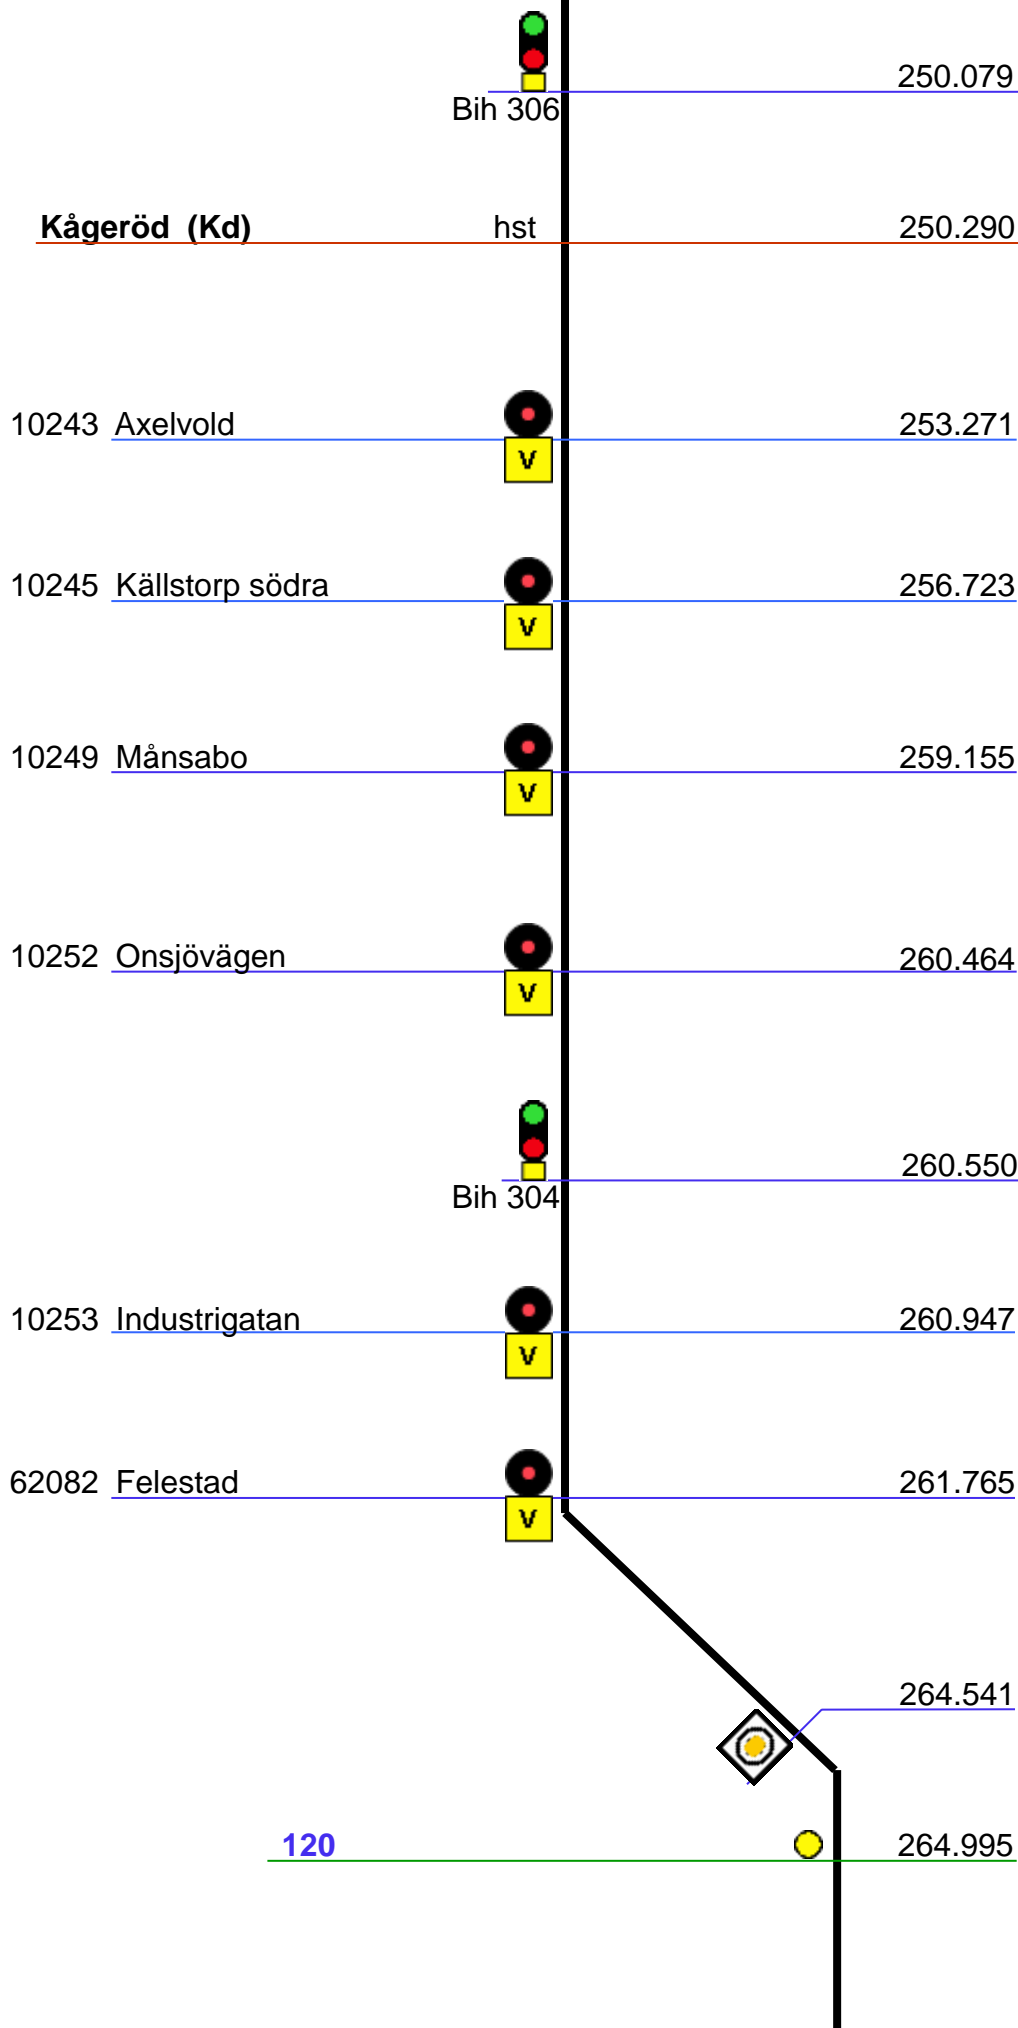 250.079
Bih 306
Kågeröd (Kd) hst 250.290
10243 Axelvold 253.271
V
10245 Källstorp södra 256.723
V
10249 Månsabo 259.155
V
10252 Onsjövägen 260.464
V
260.550
Bih 304
10253 Industrigatan 260.947
V
62082 Felestad 261.765
V
264.541
120 264.995